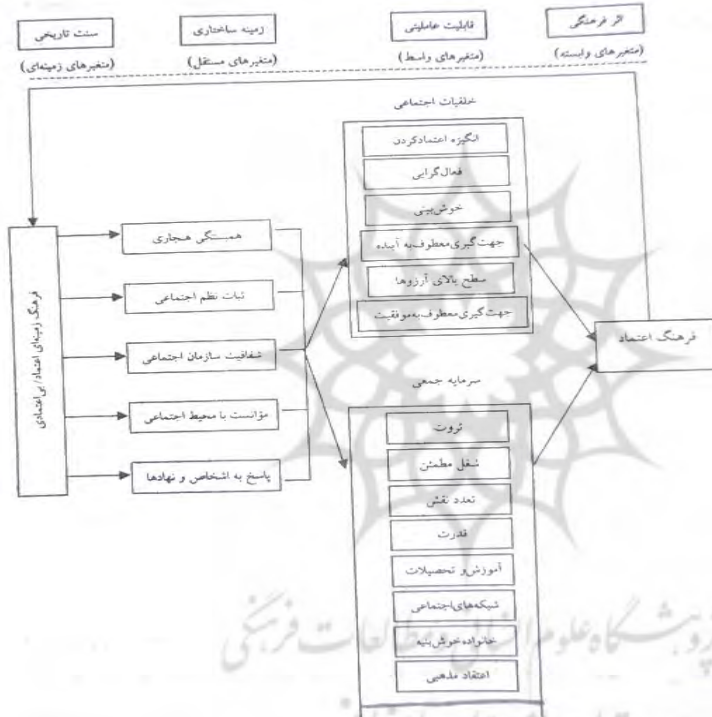 اثر فرهنگی
قابلیت عاملیتی
زمینه ساختاری
سنت تاریخی
(متغیرهای وابسته)
(متغیرهای واسط)
(متغیرهای مستقل)
(متغیرهای زمینه‌ای)
خلقیات اجتماعی
انگیزه اعتمادکردن
فعال‌گرایی
خوش‌بینی
جهت‌گیری معطوف به آینده
سطح بالای آرزوها
جهت‌گیری معطوف به موفقیت
سرمایه جمعی
ثروت
شغل مطمئن
تعدد نقش
قدرت
آموزش و تحصیلات
شبکه‌های اجتماعی
خانواده خوش‌بنیه
اعتقاد مذهبی
همبستگی هنجاری
ثبات نظم اجتماعی
شفافیت سازمان اجتماعی
مؤانست با محیط اجتماعی
پاسخ به اشخاص و نهادها
فرهنگ زمینه‌ای اعتماد/بی‌اعتمادی
فرهنگ اعتماد
پژوهشگاه علوم انسانی و مطالعات فرهنگی